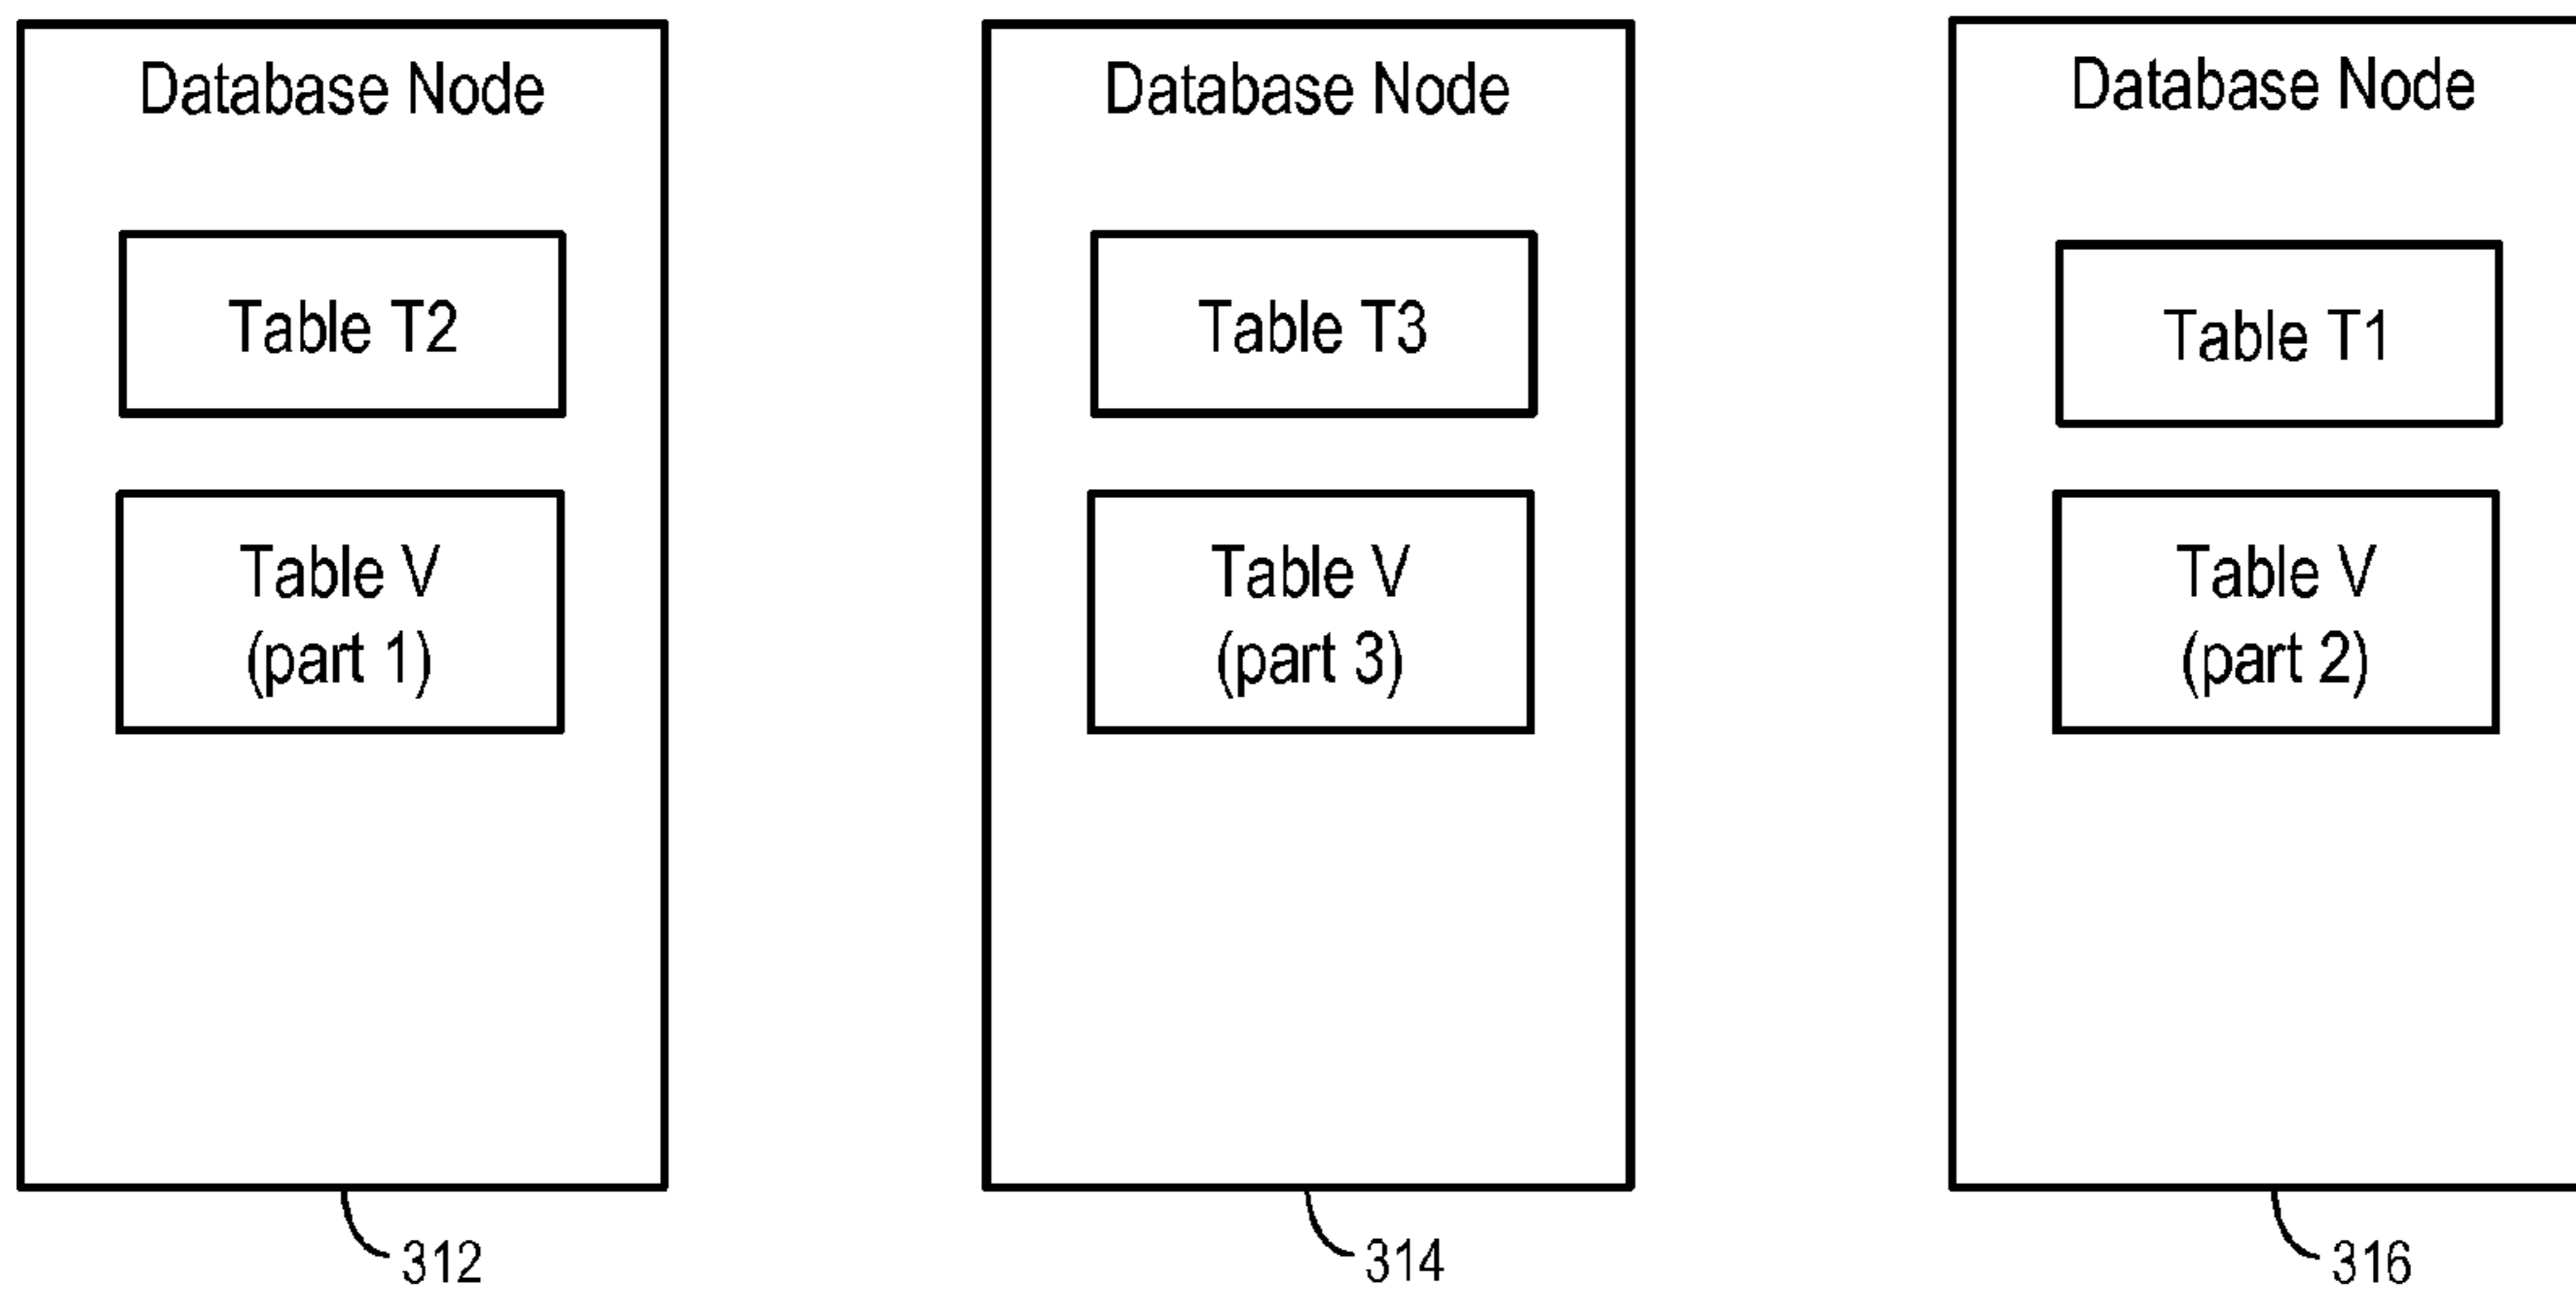 Database Node
Table T2
Table V
(part 1)
312
Database Node
Table T3
Table V
(part 3)
314
Database Node
Table T1
Table V
(part 2)
316